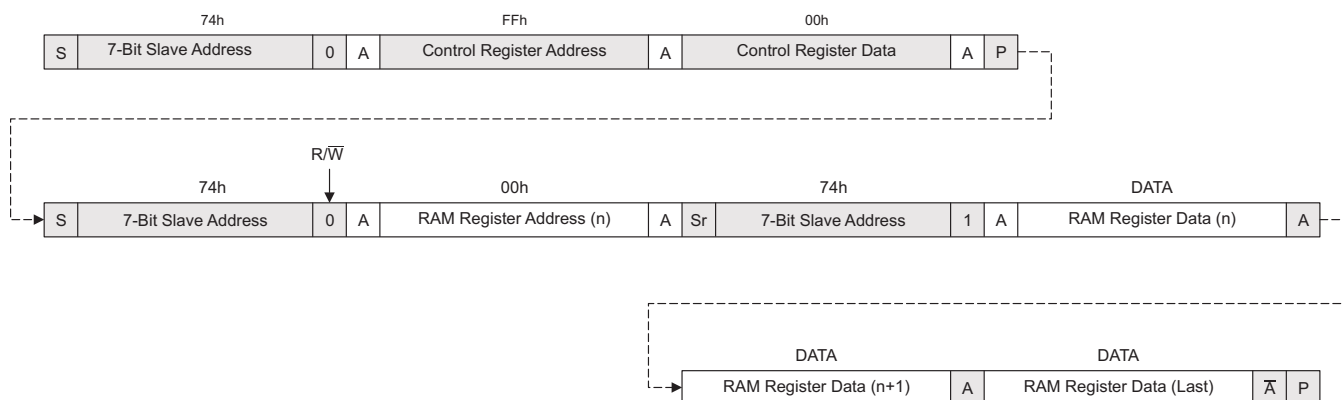 74h FFh 00h
S 7-Bit Slave Address 0 A Control Register Address A Control Register Data A P
R/W̅
74h 00h 74h DATA
S 7-Bit Slave Address 0 A RAM Register Address (n) A Sr 7-Bit Slave Address 1 A RAM Register Data (n) A
DATA DATA
RAM Register Data (n+1) A RAM Register Data (Last) A̅ P